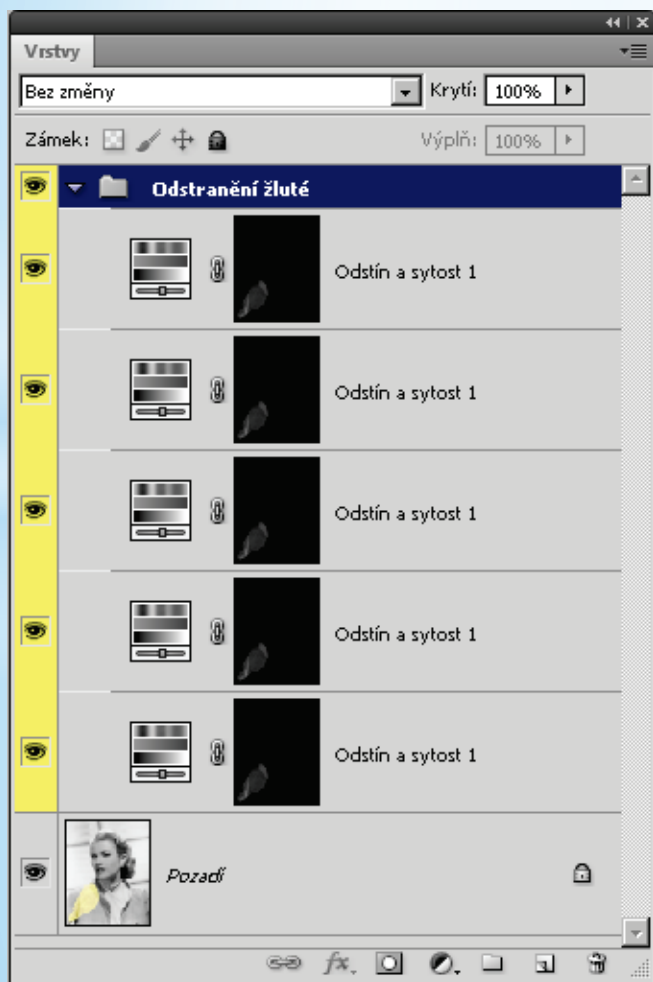 Vrstvy
Bez změny Krytí: 100%
Zámek: Výplň: 100%
Odstranění žluté
Odstín a sytost 1
Odstín a sytost 1
Odstín a sytost 1
Odstín a sytost 1
Odstín a sytost 1
Pozadí
fx.